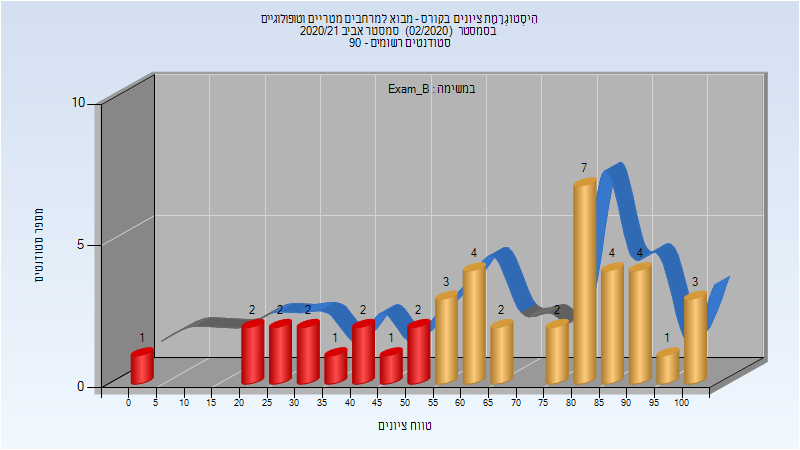 הִיסְטוֹגְרָמַת ציונים בקורס - מבוא למרחבים מטריים וטופולוגיים
בסמסטר (02/2020) סמסטר אביב 2020/21
סטודנטים רשומים - 90
במשימה : Exam_B
מספר סטודנטים
10
5
0
1
2
2
2
1
2
1
2
3
4
2
2
7
4
4
1
3
0 5 10 15 20 25 30 35 40 45 50 55 60 65 70 75 80 85 90 95 100
טווח ציונים